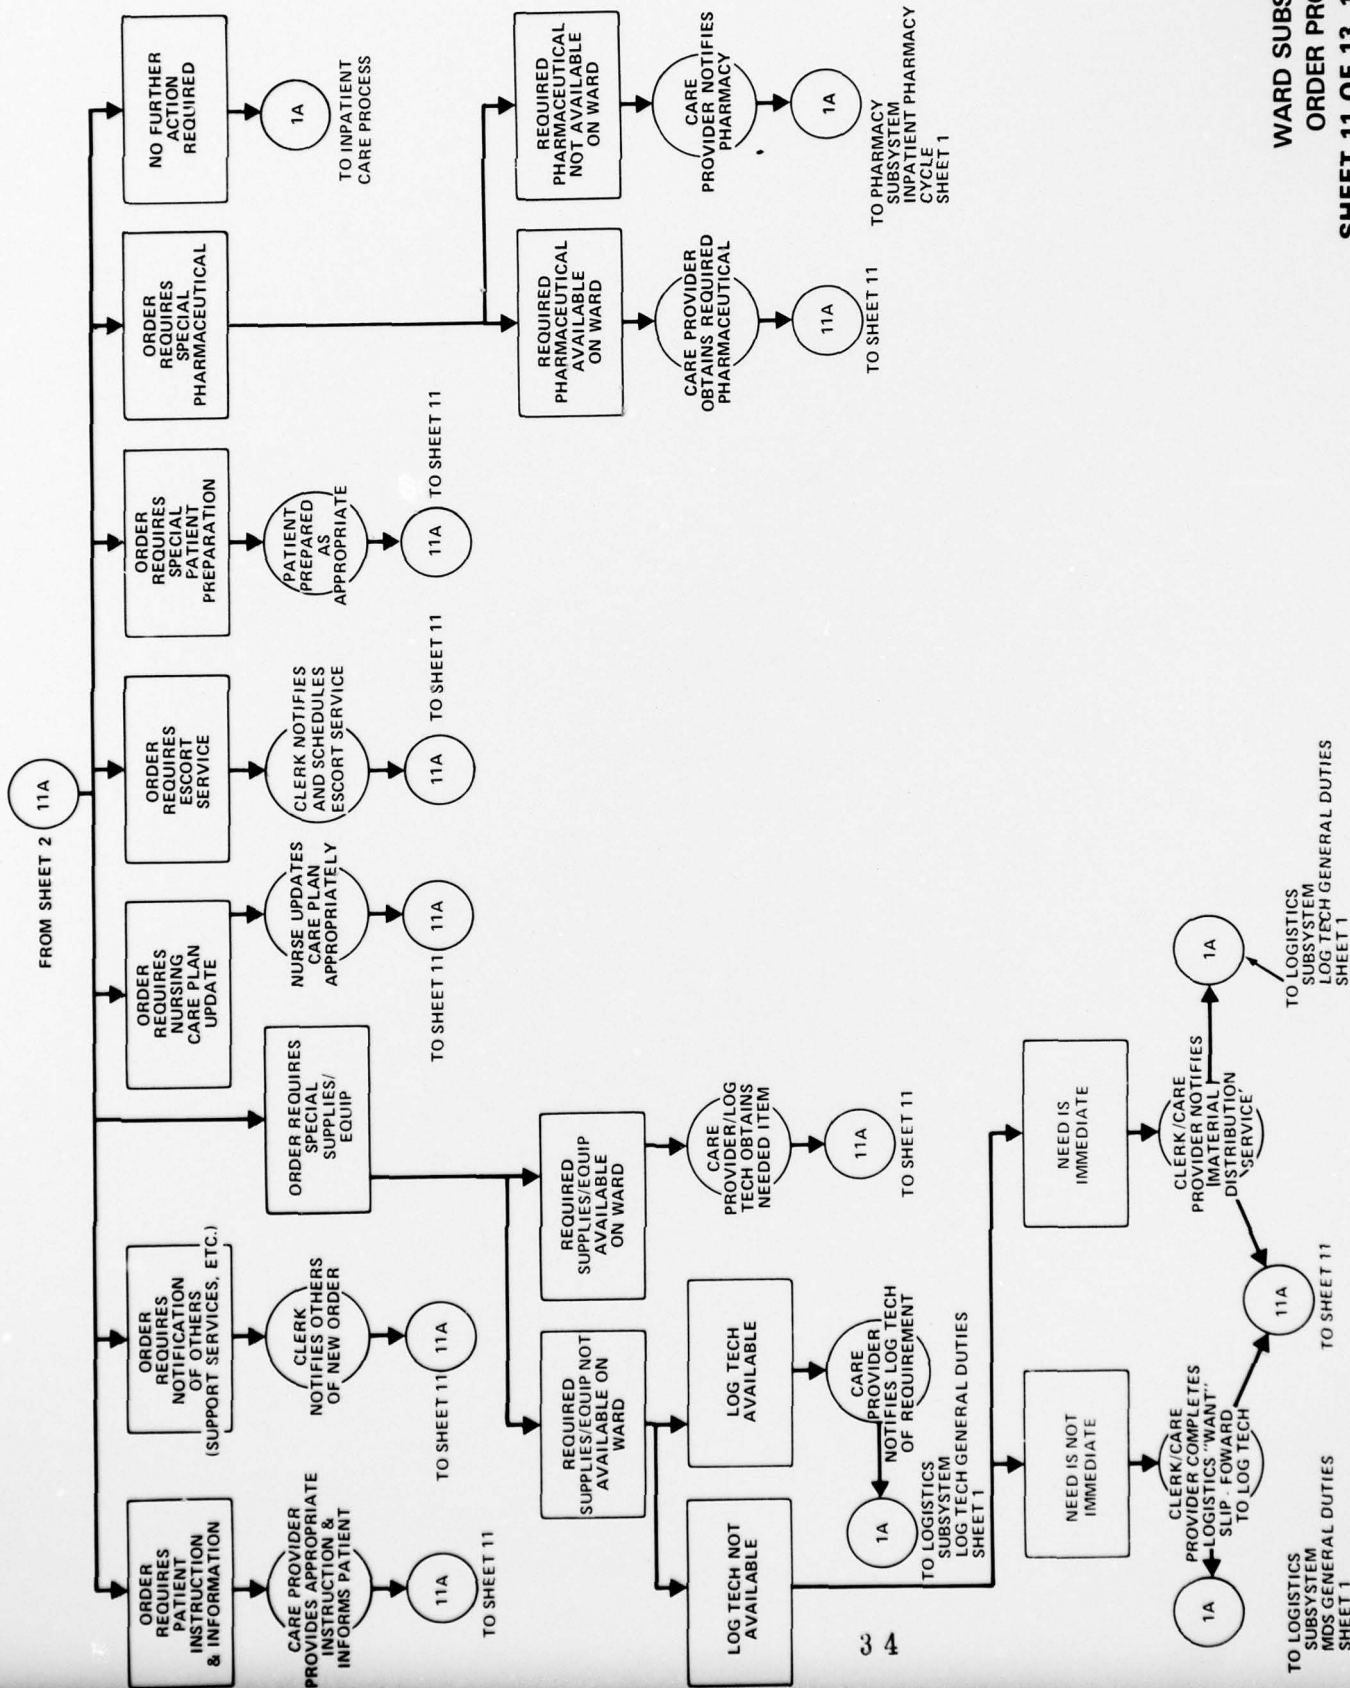 FROM SHEET 2
11A
ORDER
REQUIRES
PATIENT
INSTRUCTION
& INFORMATION
CARE PROVIDER
PROVIDES APPROPRIATE
INSTRUCTION &
INFORMS PATIENT
11A
TO SHEET 11
ORDER
REQUIRES
NOTIFICATION
OF OTHERS
(SUPPORT SERVICES, ETC.)
CLERK
NOTIFIES OTHERS
OF NEW ORDER
11A
TO SHEET 11
ORDER REQUIRES
SPECIAL
SUPPLIES/
EQUIP
ORDER
REQUIRES
NURSING
CARE PLAN
UPDATE
NURSE UPDATES
CARE PLAN
APPROPRIATELY
11A
TO SHEET 11
ORDER
REQUIRES
ESCORT
SERVICE
CLERK NOTIFIES
AND SCHEDULES
ESCORT SERVICE
11A
TO SHEET 11
ORDER
REQUIRES
SPECIAL
PATIENT
PREPARATION
PATIENT
PREPARED
AS
APPROPRIATE
11A
TO SHEET 11
ORDER
REQUIRES
SPECIAL
PHARMACEUTICAL
NO FURTHER
ACTION
REQUIRED
1A
TO INPATIENT
CARE PROCESS
REQUIRED
SUPPLIES/EQUIP NOT
AVAILABLE ON
WARD
REQUIRED
SUPPLIES/EQUIP
AVAILABLE
ON WARD
CARE
PROVIDER/LOG
TECH OBTAINS
NEEDED ITEM
11A
TO SHEET 11
REQUIRED
PHARMACEUTICAL
AVAILABLE
ON WARD
CARE PROVIDER
OBTAINS REQUIRED
PHARMACEUTICAL
11A
TO SHEET 11
REQUIRED
PHARMACEUTICAL
NOT AVAILABLE
ON WARD
CARE
PROVIDER NOTIFIES
PHARMACY
1A
TO PHARMACY
SUBSYSTEM
INPATIENT PHARMACY
CYCLE
SHEET 1
LOG TECH NOT
AVAILABLE
LOG TECH
AVAILABLE
CARE
PROVIDER
NOTIFIES LOG TECH
OF REQUIREMENT
1A
TO LOGISTICS
SUBSYSTEM
LOG TECH GENERAL DUTIES
SHEET 1
NEED IS NOT
IMMEDIATE
CLERK/CARE
PROVIDER COMPLETES
LOGISTICS "WANT"
SLIP - FOWARD
TO LOG TECH
1A
TO LOGISTICS
SUBSYSTEM
MDS GENERAL DUTIES
SHEET 1
NEED IS
IMMEDIATE
CLERK/CARE
PROVIDER NOTIFIES
MATERIAL
DISTRIBUTION
SERVICE
11A
TO SHEET 11
1A
TO LOGISTICS
SUBSYSTEM
LOG TECH GENERAL DUTIES
SHEET 1
34
WARD SUBS
ORDER PRO
SHEET 11 OF 13